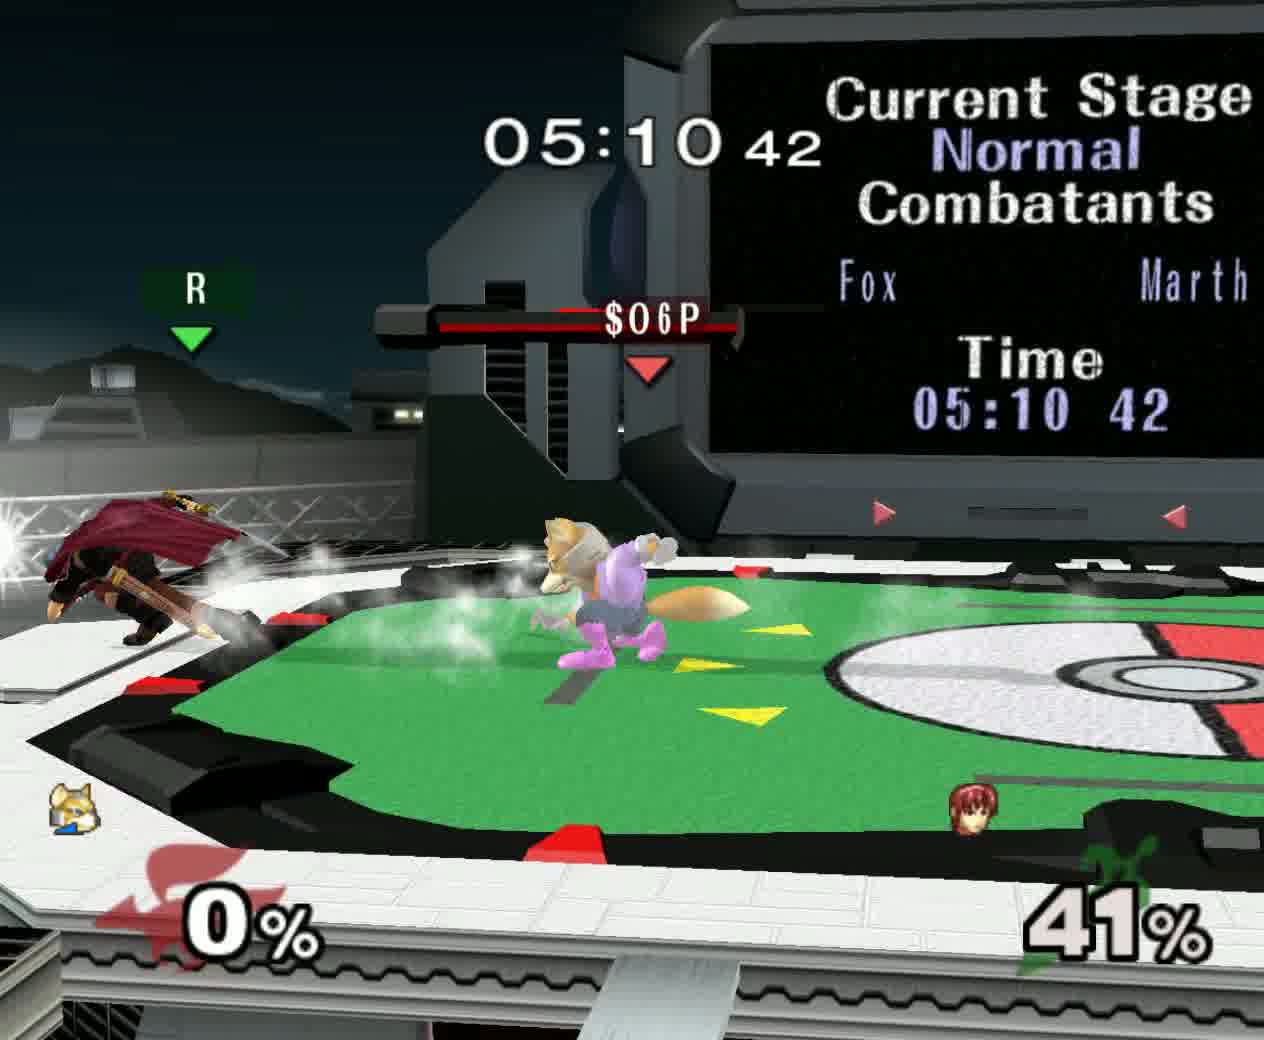 Current Stage
05:10 42
Normal
Combatants
Fox Marth
R
$06P
Time
05:10 42
0%
41%